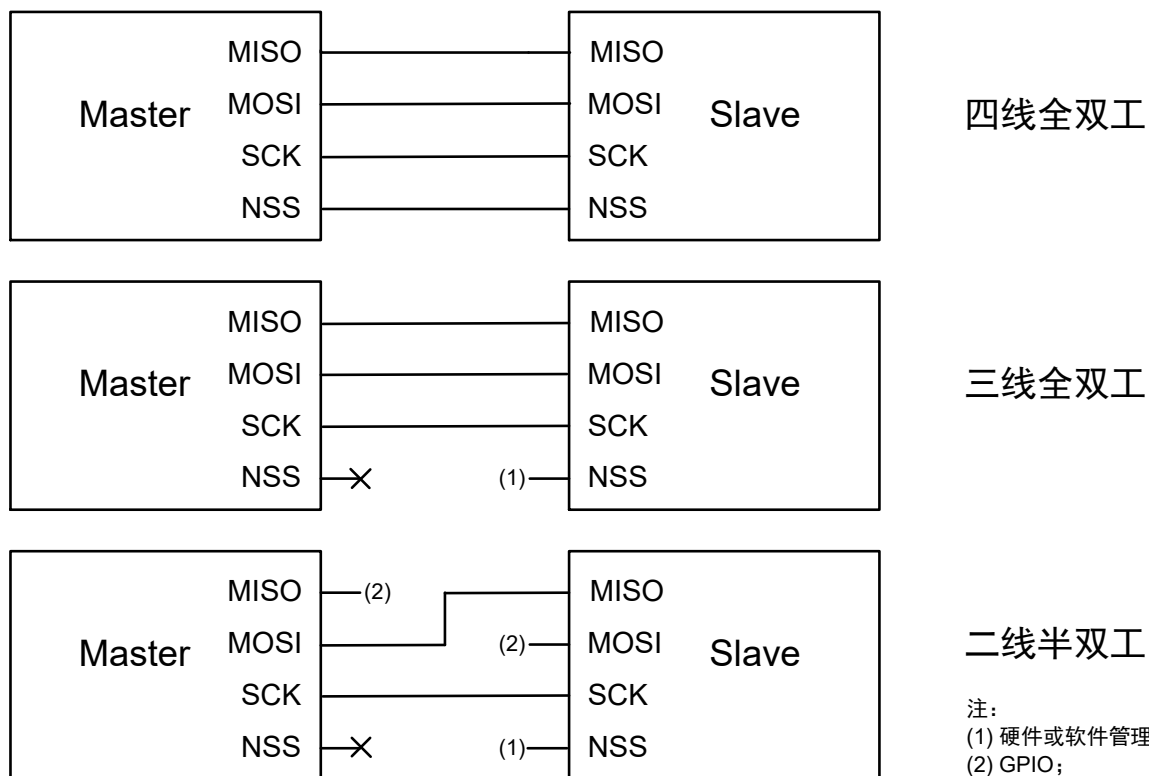 MISO
MISO
Master
MOSI
MOSI
Slave
四线全双工
SCK
SCK
NSS
NSS
MISO
MISO
Master
MOSI
MOSI
Slave
三线全双工
SCK
SCK
NSS
(1)
NSS
MISO
(2)
MISO
Master
MOSI
(2)
MOSI
Slave
二线半双工
SCK
SCK
NSS
(1)
NSS
注：
(1) 硬件或软件管理
(2) GPIO；